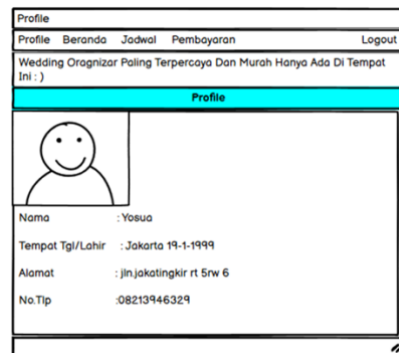 Profile
Profile Beranda Jadwal Pembayaran Logout
Wedding Oragnizar Paling Terpercaya Dan Murah Hanya Ada Di Tempat
Ini : )
Profile
Nama : Yosua
Tempat Tgl/Lahir : Jakarta 19-1-1999
Alamat : jln.jakatingkir rt 5rw 6
No.Tlp :08213946329